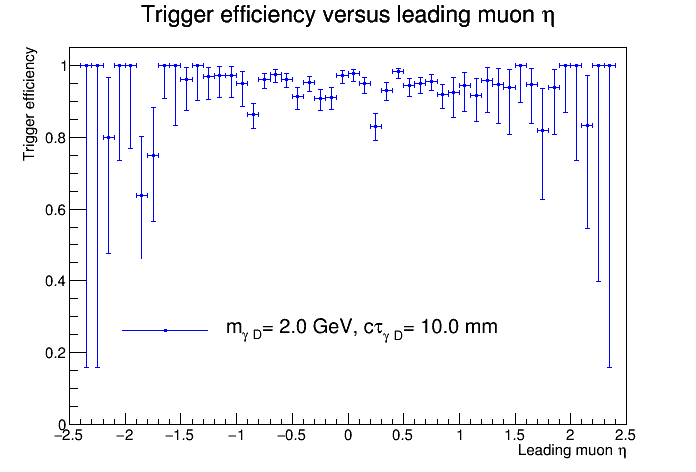 Trigger efficiency versus leading muon η
Trigger efficiency
1
0.8
0.6
0.4
0.2
0
m_{γ D}= 2.0 GeV, cτ_{γ D}= 10.0 mm
−2.5 −2 −1.5 −1 −0.5 0 0.5 1 1.5 2 2.5
Leading muon η